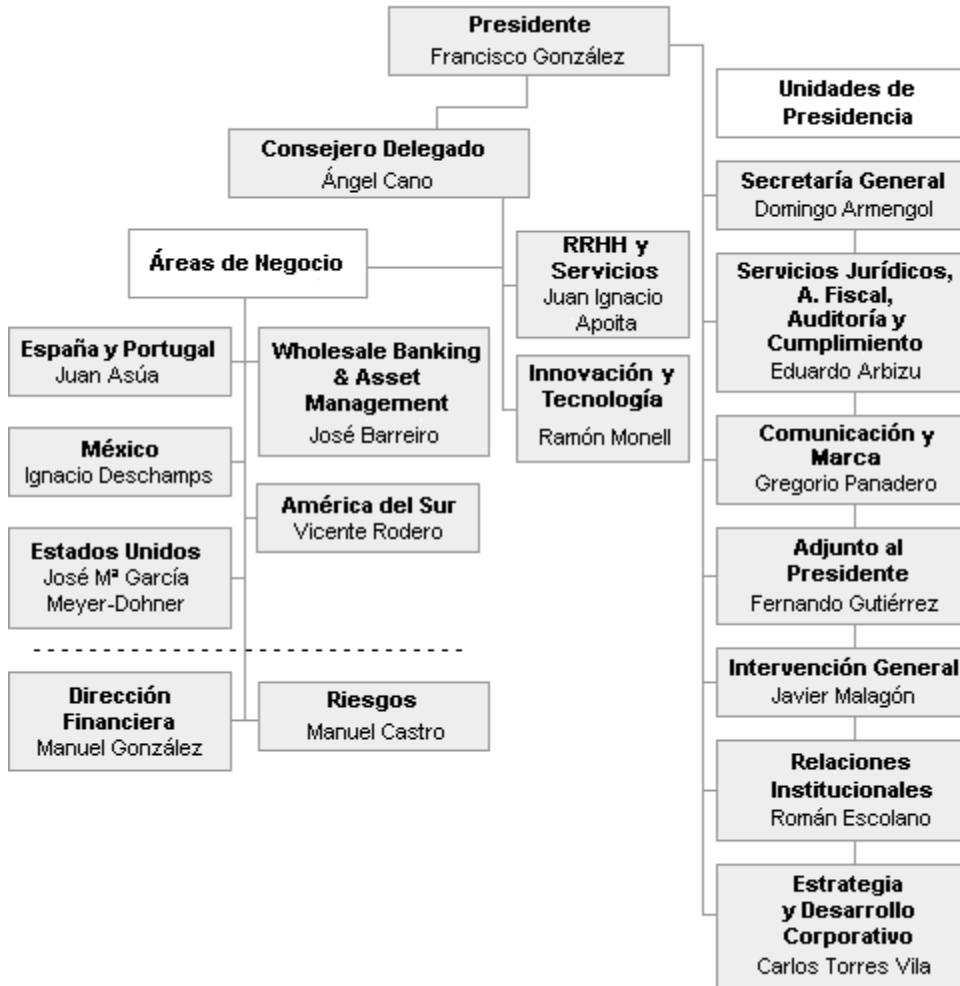 Presidente
Francisco González
Unidades de
Presidencia
Consejero Delegado
Ángel Cano
Secretaría General
Domingo Armengol
Áreas de Negocio
RRHH y
Servicios
Juan Ignacio
Apoita
Servicios Jurídicos,
A. Fiscal,
Auditoría y
Cumplimiento
Eduardo Arbizu
España y Portugal
Juan Asúa
Wholesale Banking
& Asset
Management
José Barreiro
Innovación y
Tecnología
Ramón Monell
México
Ignacio Deschamps
Comunicación y
Marca
Gregorio Panadero
América del Sur
Vicente Rodero
Estados Unidos
José Mª García
Meyer-Dohner
Adjunto al
Presidente
Fernando Gutiérrez
Dirección
Financiera
Manuel González
Riesgos
Manuel Castro
Intervención General
Javier Malagón
Relaciones
Institucionales
Román Escolano
Estrategia
y Desarrollo
Corporativo
Carlos Torres Vila